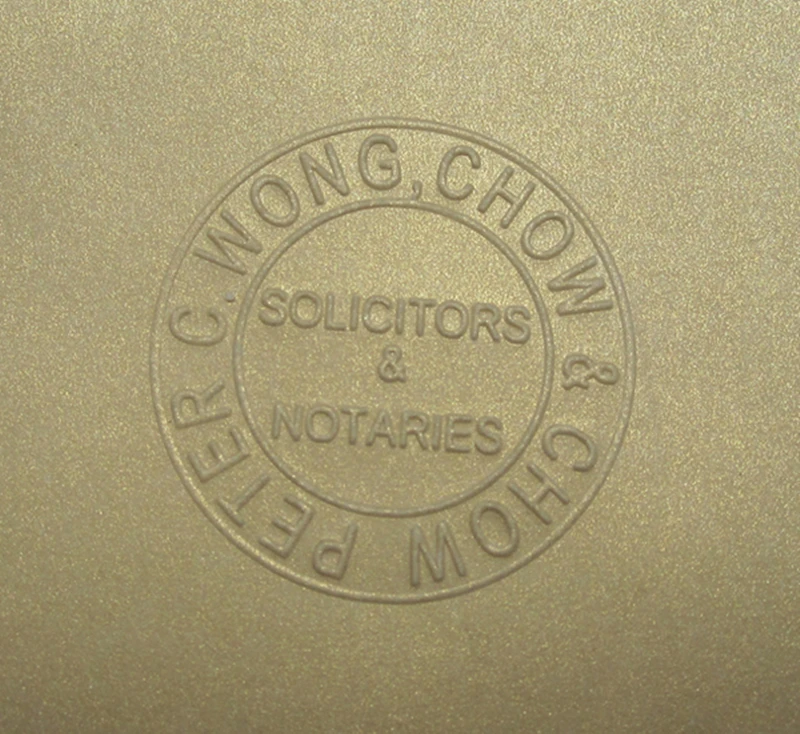 PETER C. WONG, CHOW & CHOW
SOLICITORS
&
NOTARIES